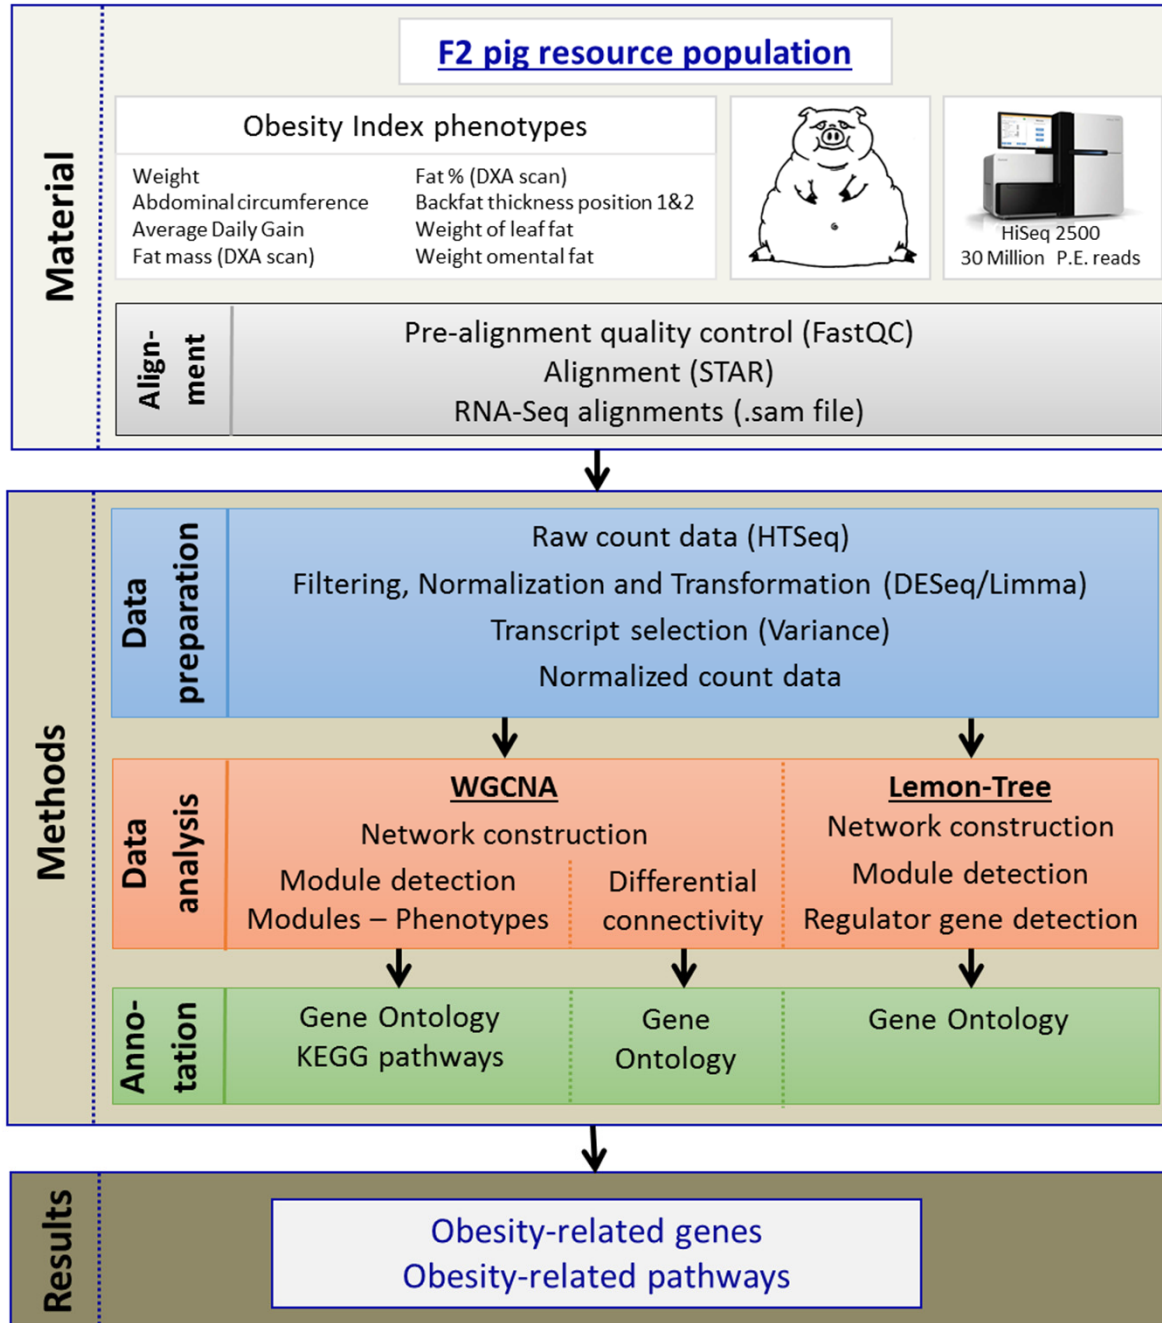 Material
F2 pig resource population
Obesity Index phenotypes
Weight
Abdominal circumference
Average Daily Gain
Fat mass (DXA scan)
Fat % (DXA scan)
Backfat thickness position 1&2
Weight of leaf fat
Weight omental fat
HiSeq 2500
30 Million P.E. reads
Align-
ment
Pre-alignment quality control (FastQC)
Alignment (STAR)
RNA-Seq alignments (.sam file)
Methods
Data
preparation
Raw count data (HTSeq)
Filtering, Normalization and Transformation (DESeq/Limma)
Transcript selection (Variance)
Normalized count data
Data
analysis
WGCNA
Network construction
Module detection
Modules – Phenotypes
Differential
connectivity
Lemon-Tree
Network construction
Module detection
Regulator gene detection
Anno-
tation
Gene Ontology
KEGG pathways
Gene
Ontology
Gene Ontology
Results
Obesity-related genes
Obesity-related pathways